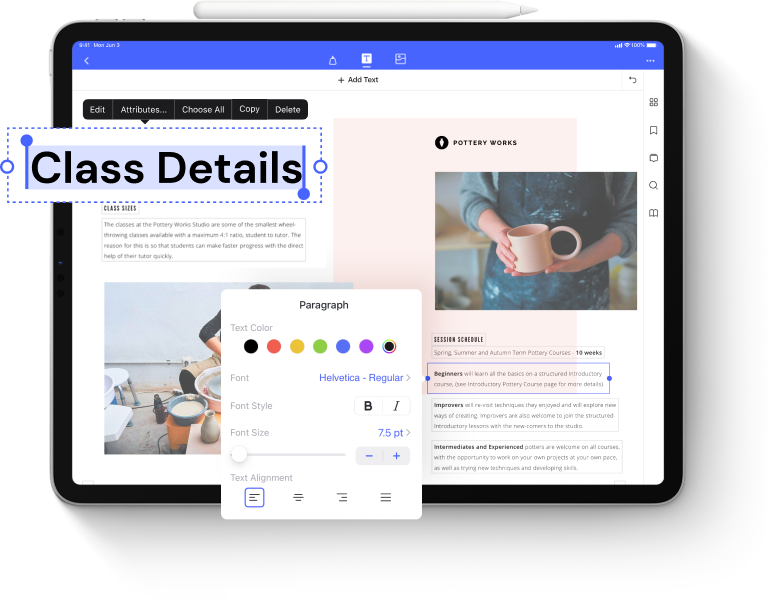 9:41 Mon Jun 3
100%
T
+ Add Text
Edit Attributes... Choose All Copy Delete
Class Details
CLASS SIZES
The classes at the Pottery Works Studio are some of the smallest wheel-
throwing classes available with a maximum 4:1 ratio, student to tutor. The
reason for this is so that students can make faster progress with the direct
help of their tutor quickly.
POTTERY WORKS
SESSION SCHEDULE
Spring, Summer and Autumn Term Pottery Courses - 10 weeks
Beginners will learn all the basics on a structured Introductory
course, (see Introductory Pottery Course page for more details)
Improvers will re-visit techniques they enjoyed and will explore new
ways of creating. Improvers are also welcome to join the structured
Introductory lessons with the new-comers to the studio.
Intermediates and Experienced potters are welcome on all courses,
with the opportunity to work on your own projects at your own pace,
as well as trying new techniques and developing skills.
Paragraph
Text Color
Font Helvetica - Regular >
Font Style B I
Font Size 7.5 pt >
− +
Text Alignment